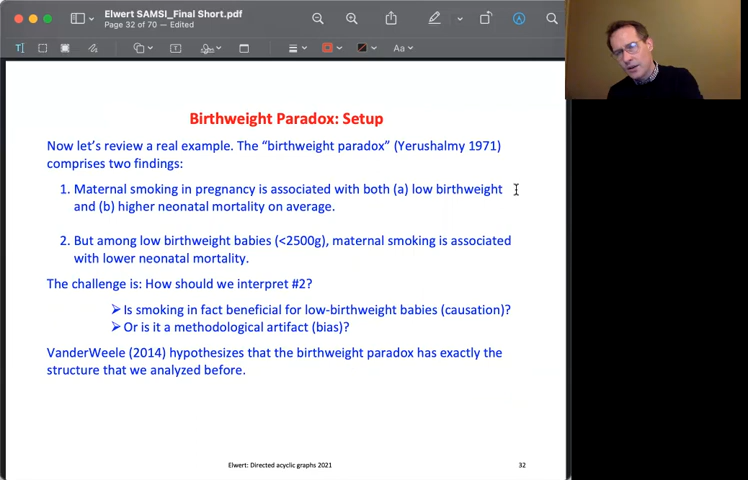 Elwert SAMSI_Final Short.pdf
Page 32 of 70 – Edited
Aa
Birthweight Paradox: Setup
Now let's review a real example. The "birthweight paradox" (Yerushalmy 1971)
comprises two findings:
1. Maternal smoking in pregnancy is associated with both (a) low birthweight
and (b) higher neonatal mortality on average.
2. But among low birthweight babies (<2500g), maternal smoking is associated
with lower neonatal mortality.
The challenge is: How should we interpret #2?
➢ Is smoking in fact beneficial for low-birthweight babies (causation)?
➢ Or is it a methodological artifact (bias)?
VanderWeele (2014) hypothesizes that the birthweight paradox has exactly the
structure that we analyzed before.
Elwert: Directed acyclic graphs 2021
32